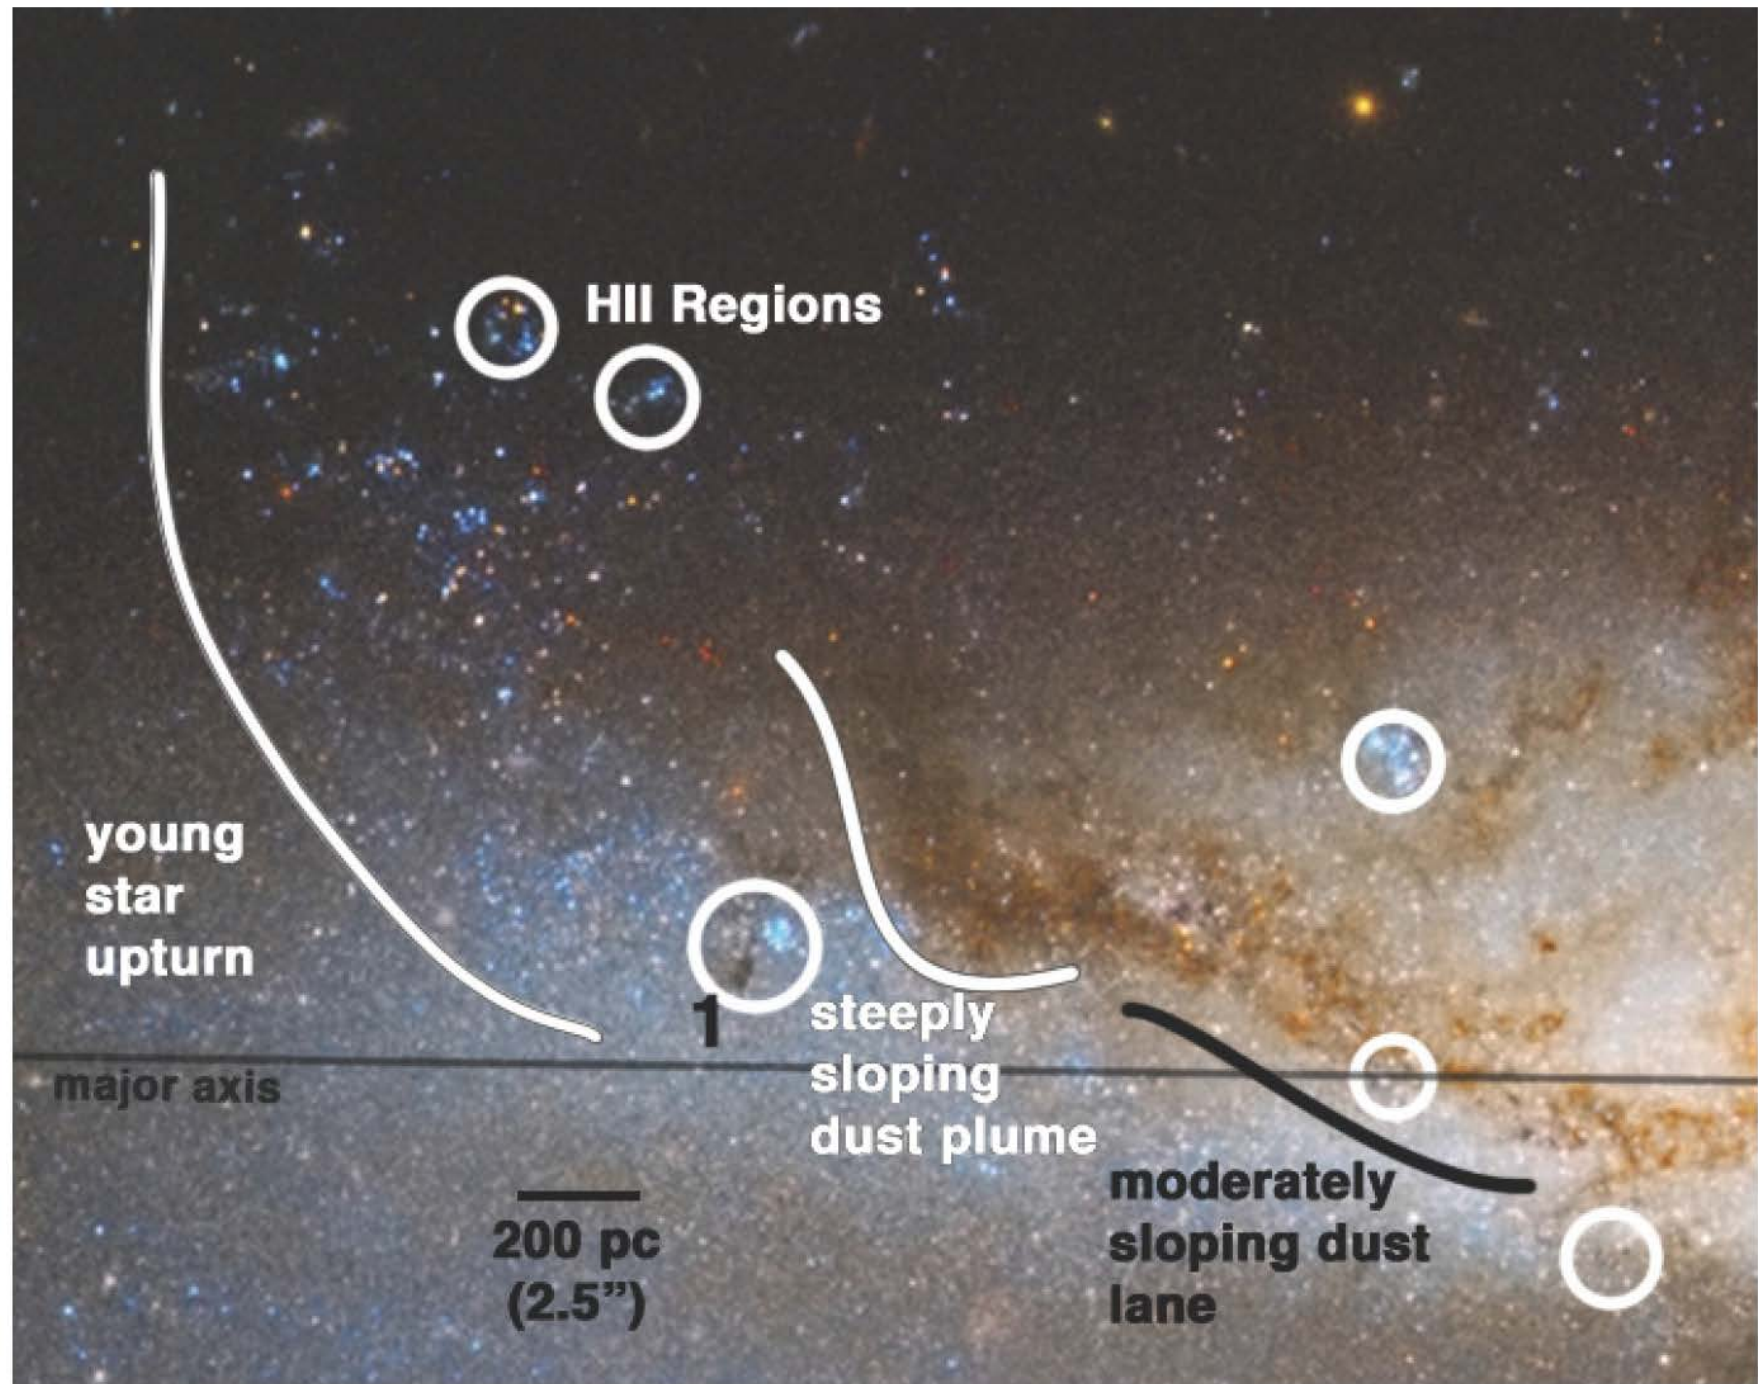 HII Regions
young
star
upturn
1
steeply
sloping
dust plume
major axis
moderately
sloping dust
lane
200 pc
(2.5”)